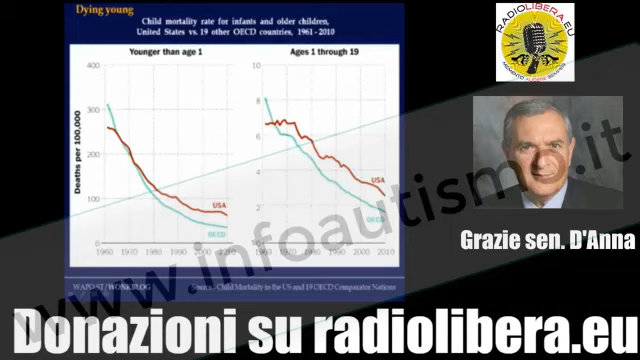 Dying young
Child mortality rate for infants and older children,
United States vs. 19 other OECD countries, 1961-2010
Younger than age 1
Ages 1 through 19
Deaths per 100,000
400
300
200
100
0
1960
1970
1980
1990
2000
2010
USA
OECD
10
8
6
4
2
0
1960
1970
1980
1990
2000
2010
USA
OECD
WAPO.ST/WONKBLOG
Source: Child Mortality in the US and 19 OECD Comparator Nations
RADIOLIBERA.EU
MEMENTO AUDERE SEMPER
www.infoautismo.it
Grazie sen. D'Anna
Donazioni su radiolibera.eu